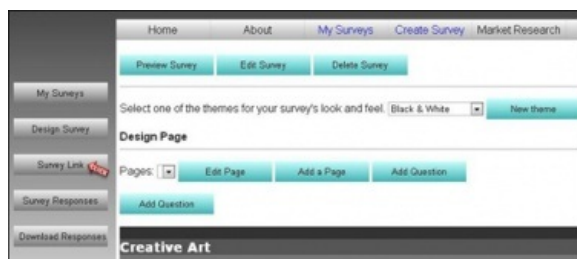 Home About My Surveys Create Survey Market Research
Preview Survey Edit Survey Delete Survey
My Surveys
Select one of the themes for your survey's look and feel. Black & White New theme
Design Survey
Design Page
Survey Link
Pages: Edit Page Add a Page Add Question
Survey Responses
Add Question
Download Responses
Creative Art